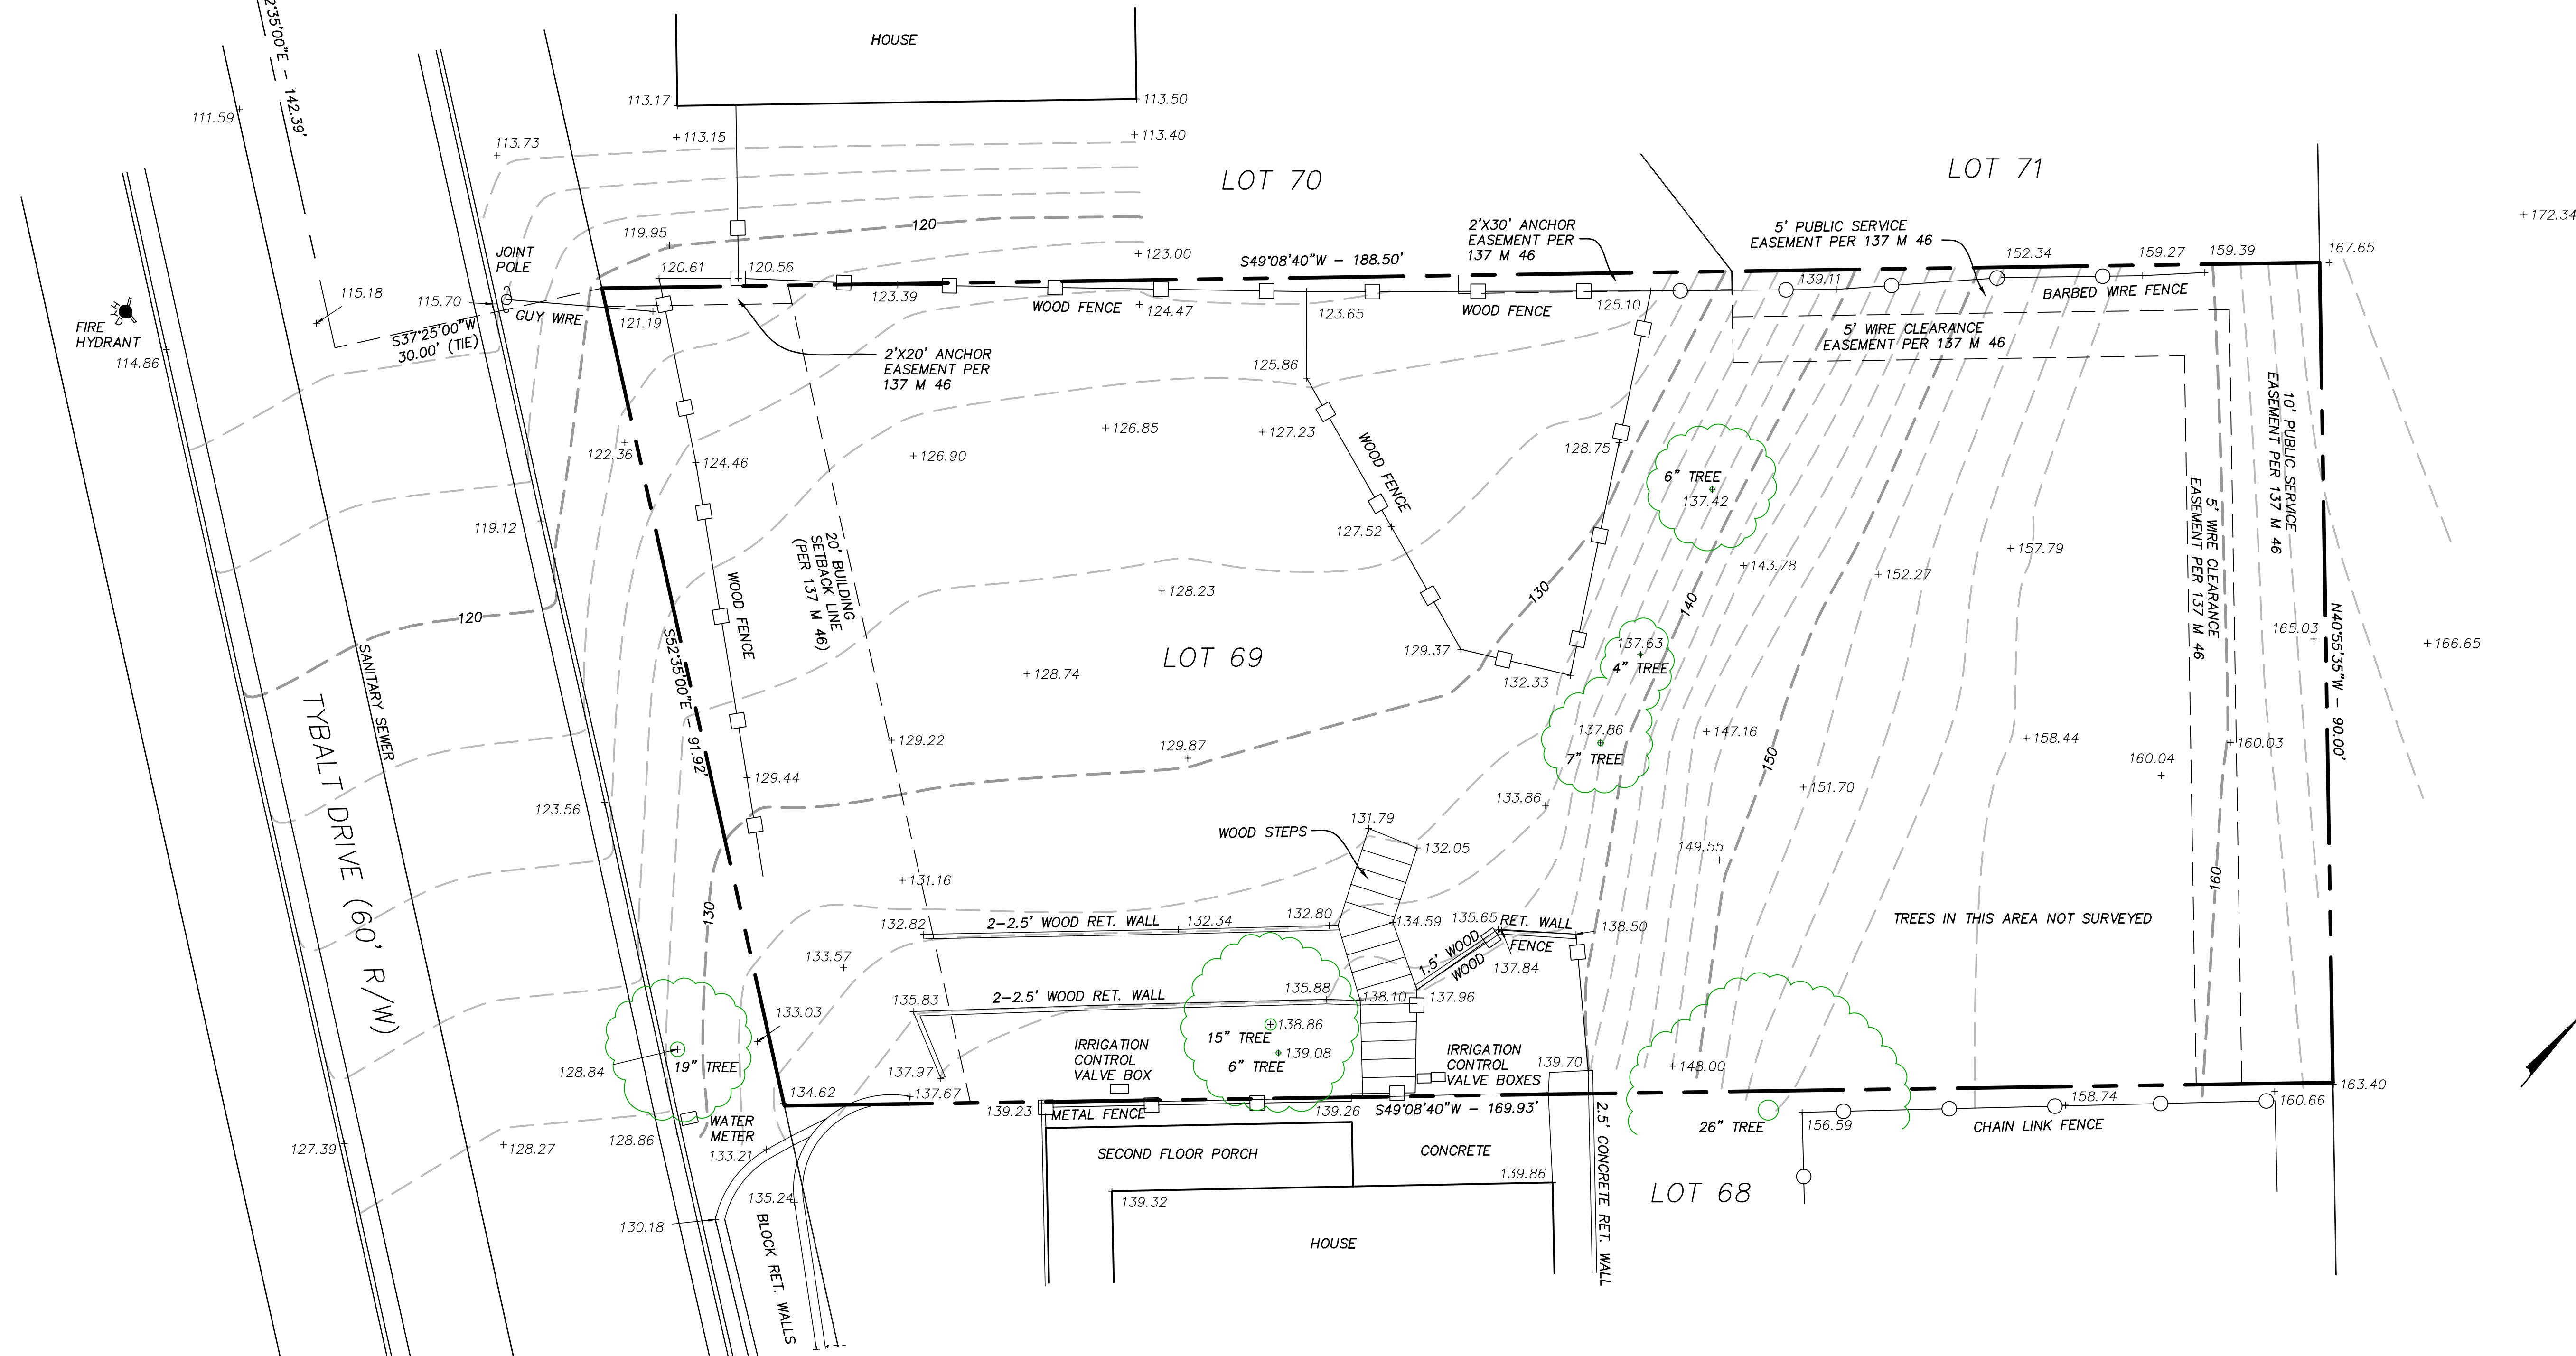 2°35'00"E – 142.39'
HOUSE
113.17
113.50
111.59
113.73
113.15
113.40
LOT 70
LOT 71
172.34
120
119.95
JOINT
POLE
120.61
120.56
123.00
S49°08'40"W – 188.50'
2'X30' ANCHOR
EASEMENT PER
137 M 46
5' PUBLIC SERVICE
EASEMENT PER 137 M 46
152.34
159.27
159.39
167.65
115.18
115.70
GUY WIRE
121.19
123.39
WOOD FENCE
124.47
123.65
WOOD FENCE
125.10
139.11
BARBED WIRE FENCE
FIRE
HYDRANT
114.86
S37°25'00"W
30.00' (TIE)
2'X20' ANCHOR
EASEMENT PER
137 M 46
125.86
5' WIRE CLEARANCE
EASEMENT PER 137 M 46
10' PUBLIC SERVICE
EASEMENT PER 137 M 46
122.36
124.46
126.90
126.85
127.23
WOOD FENCE
128.75
6" TREE
137.42
119.12
127.52
143.78
152.27
157.79
5' WIRE CLEARANCE
EASEMENT PER 137 M 46
20' BUILDING
SETBACK LINE
(PER 137 M 46)
WOOD FENCE
128.23
130
140
120
SANITARY SEWER
S52°35'00"E – 91.92'
LOT 69
128.74
129.37
132.33
137.63
4" TREE
165.03
166.65
N40°55'35"W – 90.00'
TYBALT DRIVE (60' R/W)
129.22
129.87
137.86
7" TREE
147.16
150
158.44
160.03
160.04
123.56
129.44
133.86
151.70
WOOD STEPS
131.79
132.05
149.55
160
131.16
130
132.82
2–2.5' WOOD RET. WALL
132.34
132.80
134.59
135.65
RET. WALL
138.50
1.5' WOOD
WOOD
FENCE
137.84
TREES IN THIS AREA NOT SURVEYED
133.57
135.83
2–2.5' WOOD RET. WALL
135.88
138.10
137.96
133.03
15" TREE
138.86
6" TREE
139.08
IRRIGATION
CONTROL
VALVE BOX
IRRIGATION
CONTROL
VALVE BOXES
139.70
148.00
128.84
19" TREE
137.97
137.67
134.62
139.23
METAL FENCE
139.26
S49°08'40"W – 169.93'
163.40
160.66
158.74
156.59
26" TREE
CHAIN LINK FENCE
WATER
METER
127.39
128.27
128.86
133.21
SECOND FLOOR PORCH
CONCRETE
139.86
139.32
135.24
130.18
BLOCK RET. WALLS
2.5' CONCRETE RET. WALL
LOT 68
HOUSE